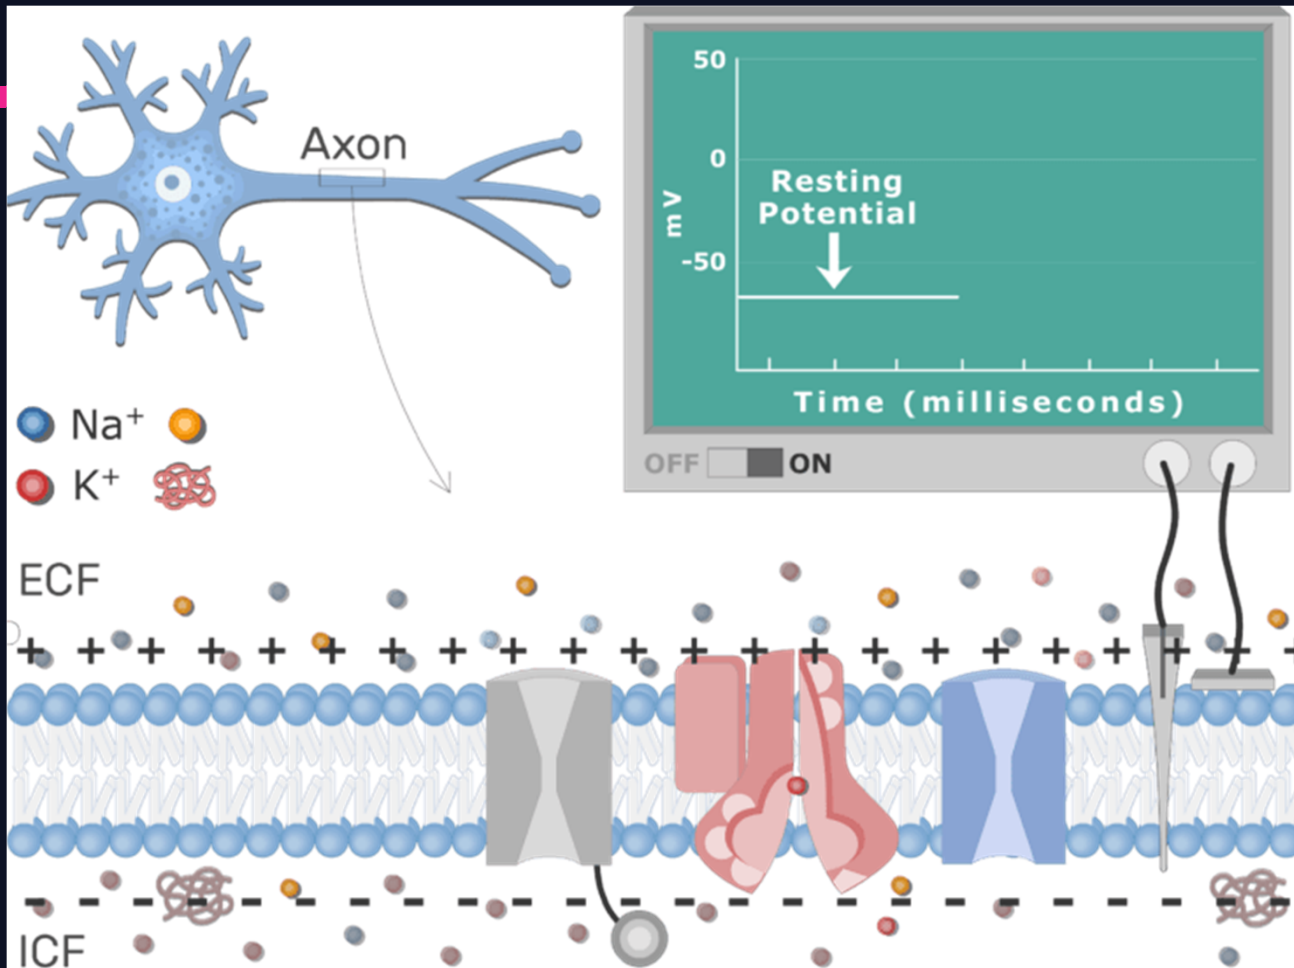 Axon
50
0
-50
mV
Resting
Potential
Time (milliseconds)
OFF ON
Na⁺
K⁺
ECF
+ + + + + + + + + + + + + + + + + + + + + +
- - - - - - - - - - - - - - - - - - - - - -
ICF